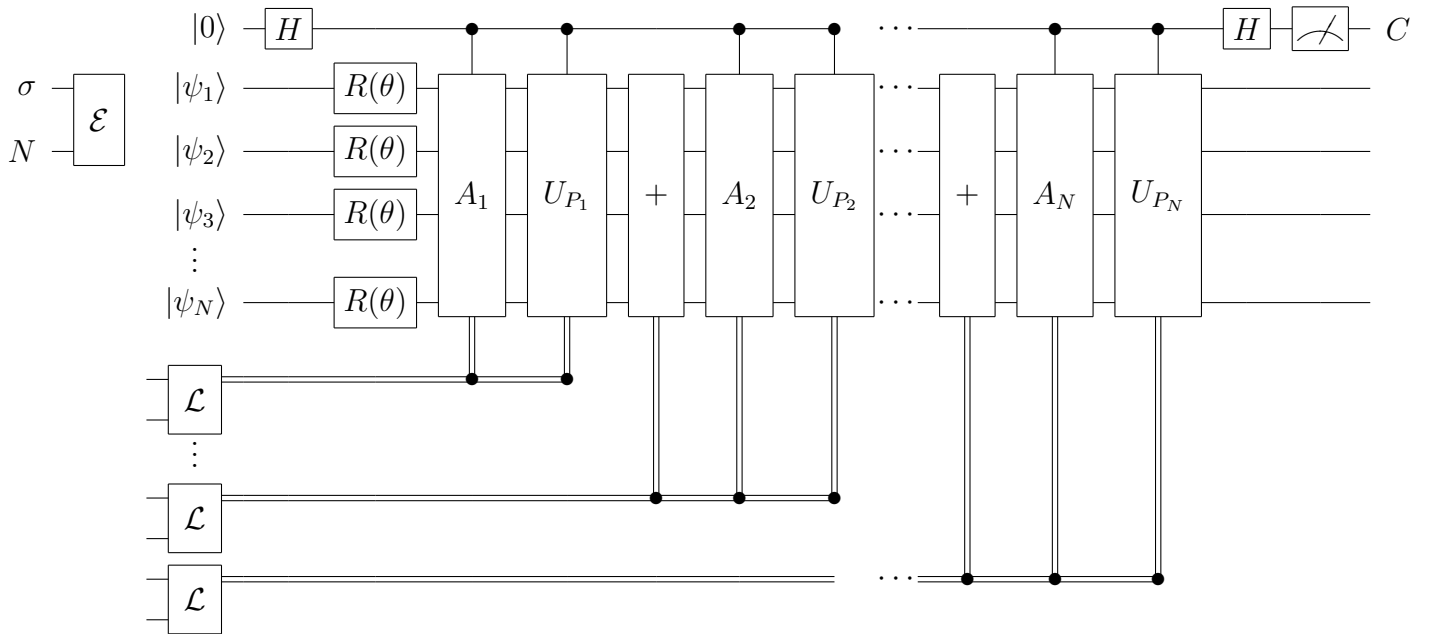 |0⟩ H ⋯ H C
σ |ψ₁⟩ R(θ) ⋯
ℰ
N |ψ₂⟩ R(θ) ⋯
A₁ U_{P₁} + A₂ U_{P₂} + A_N U_{P_N}
|ψ₃⟩ R(θ) ⋯
⋮
|ψ_N⟩ R(θ) ⋯
ℒ
⋮
ℒ
ℒ ⋯